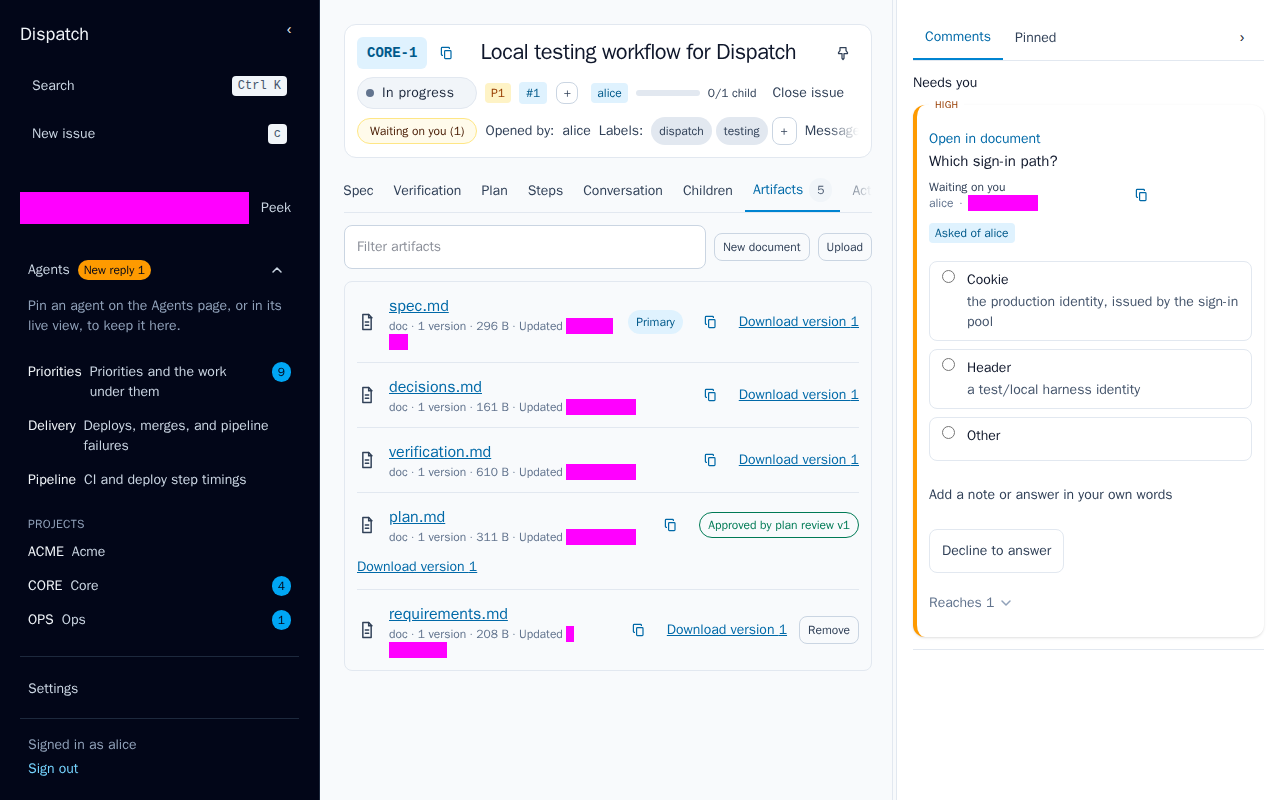 Dispatch
Search
Ctrl K
New issue
C
Peek
Agents
New reply 1
Pin an agent on the Agents page, or in its
live view, to keep it here.
Priorities
Priorities and the work
under them
9
Delivery
Deploys, merges, and pipeline
failures
Pipeline
CI and deploy step timings
PROJECTS
ACME Acme
CORE Core
4
OPS Ops
1
Settings
Signed in as alice
Sign out
CORE-1
Local testing workflow for Dispatch
In progress
P1
#1
+
alice
0/1 child
Close issue
Waiting on you (1)
Opened by: alice
Labels:
dispatch
testing
+
Message
Spec
Verification
Plan
Steps
Conversation
Children
Artifacts 5
Act
Filter artifacts
New document
Upload
spec.md
doc · 1 version · 296 B · Updated
Primary
Download version 1
decisions.md
doc · 1 version · 161 B · Updated
Download version 1
verification.md
doc · 1 version · 610 B · Updated
Download version 1
plan.md
doc · 1 version · 311 B · Updated
Approved by plan review v1
Download version 1
requirements.md
doc · 1 version · 208 B · Updated
Download version 1
Remove
Comments
Pinned
Needs you
HIGH
Open in document
Which sign-in path?
Waiting on you
alice ·
Asked of alice
Cookie
the production identity, issued by the sign-in
pool
Header
a test/local harness identity
Other
Add a note or answer in your own words
Decline to answer
Reaches 1